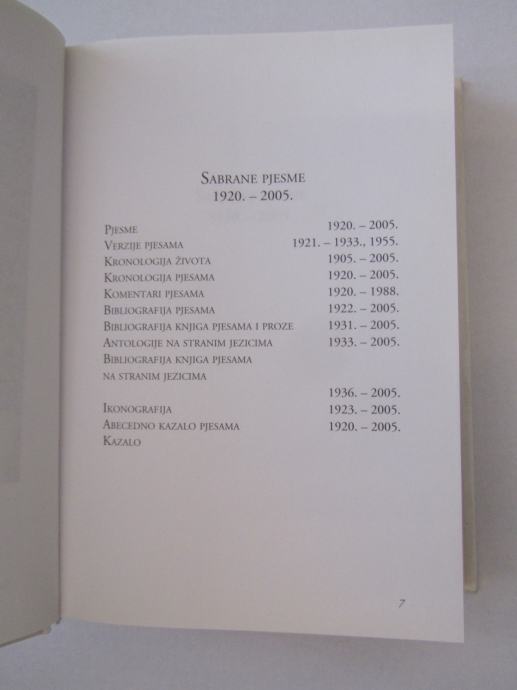 SABRANE PJESME
1920. – 2005.
PJESME 1920. – 2005.
VERZIJE PJESAMA 1921. – 1933., 1955.
KRONOLOGIJA ŽIVOTA 1905. – 2005.
KRONOLOGIJA PJESAMA 1920. – 2005.
KOMENTARI PJESAMA 1920. – 1988.
BIBLIOGRAFIJA PJESAMA 1922. – 2005.
BIBLIOGRAFIJA KNJIGA PJESAMA I PROZE 1931. – 2005.
ANTOLOGIJE NA STRANIM JEZICIMA 1933. – 2005.
BIBLIOGRAFIJA KNJIGA PJESAMA
NA STRANIM JEZICIMA
1936. – 2005.
IKONOGRAFIJA 1923. – 2005.
ABECEDNO KAZALO PJESAMA 1920. – 2005.
KAZALO
7